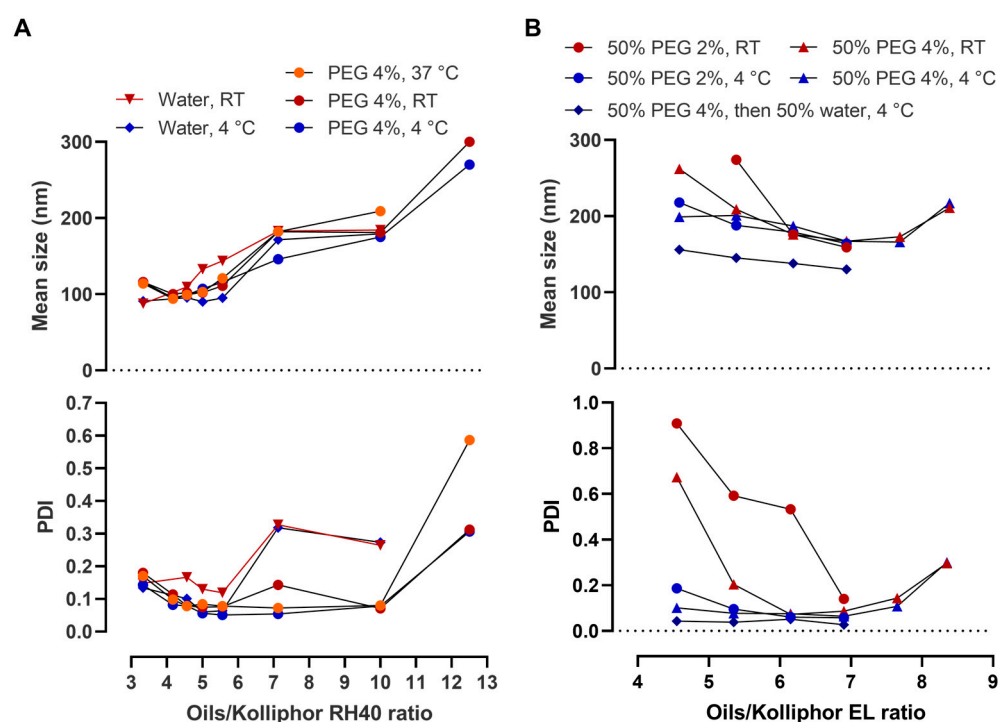 A
PEG 4%, 37 °C
Water, RT
PEG 4%, RT
Water, 4 °C
PEG 4%, 4 °C
Mean size (nm)
300
200
100
0
PDI
0.7
0.6
0.5
0.4
0.3
0.2
0.1
0.0
3 4 5 6 7 8 9 10 11 12 13
Oils/Kolliphor RH40 ratio
B
50% PEG 2%, RT
50% PEG 4%, RT
50% PEG 2%, 4 °C
50% PEG 4%, 4 °C
50% PEG 4%, then 50% water, 4 °C
Mean size (nm)
300
200
100
0
PDI
1.0
0.8
0.6
0.4
0.2
0.0
4 5 6 7 8 9
Oils/Kolliphor EL ratio